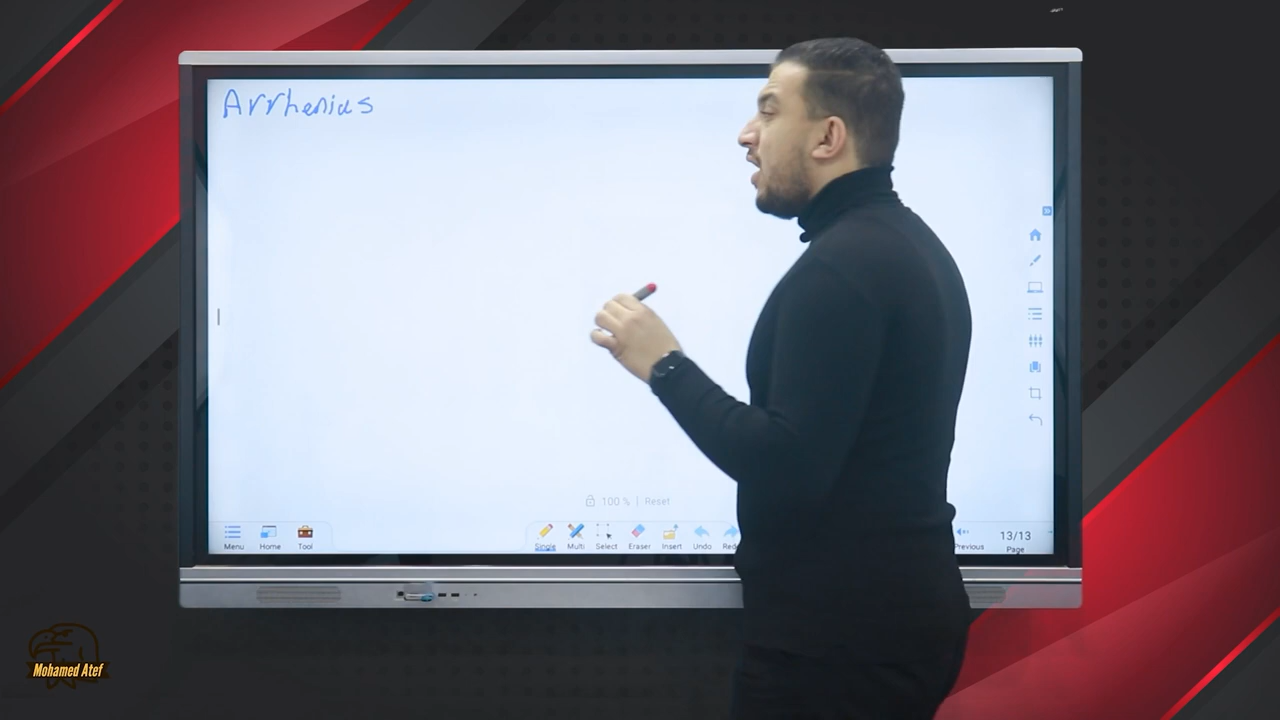 Arrhenius
100 % | Reset
Menu Home Tool
Single Multi Select Eraser Insert Undo
Previous
13/13
Page
Mohamed Atef